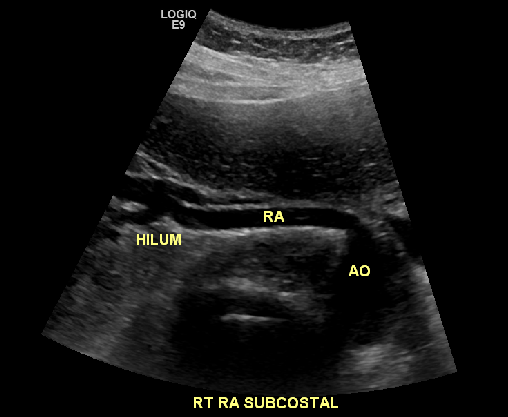 LOGIQ
E9
RA
HILUM
AO
RT RA SUBCOSTAL